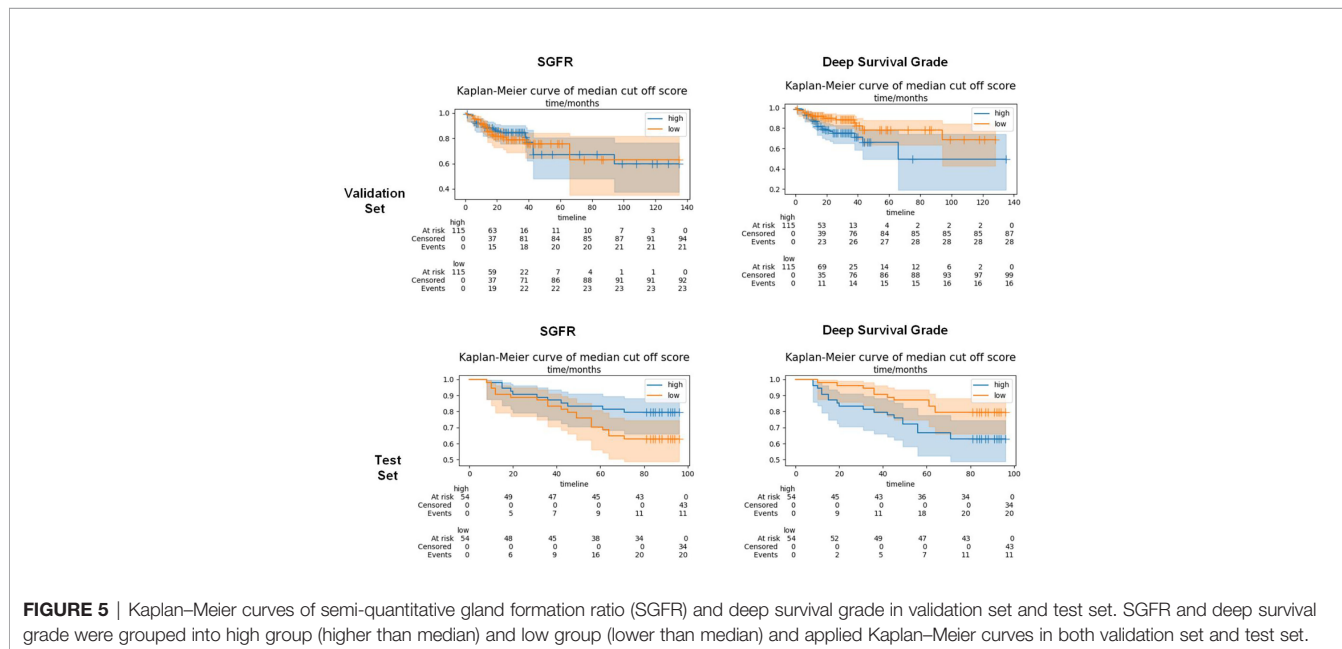 SGFR
Kaplan-Meier curve of median cut off score
time/months
1.0
0.8
0.6
0.4
high
low
0 20 40 60 80 100 120 140
timeline
high
At risk 115 63 16 11 10 7 3 0
Censored 0 37 81 84 85 87 91 94
Events 0 15 18 20 20 21 21 21
low
At risk 115 59 22 7 4 1 1 0
Censored 0 37 71 86 88 91 91 92
Events 0 19 22 22 23 23 23 23
Deep Survival Grade
Kaplan-Meier curve of median cut off score
time/months
1.0
0.8
0.6
0.4
0.2
high
low
0 20 40 60 80 100 120 140
timeline
high
At risk 115 53 13 4 2 2 2 0
Censored 0 39 76 84 85 85 85 87
Events 0 23 26 27 28 28 28 28
low
At risk 115 69 25 14 12 6 2 0
Censored 0 35 76 86 88 93 97 99
Events 0 11 14 15 15 16 16 16
Validation
Set
SGFR
Kaplan-Meier curve of median cut off score
time/months
1.0
0.9
0.8
0.7
0.6
0.5
high
low
0 20 40 60 80 100
timeline
high
At risk 54 49 47 45 43 0
Censored 0 0 0 0 0 43
Events 0 5 7 9 11 11
low
At risk 54 48 45 38 34 0
Censored 0 0 0 0 0 34
Events 0 6 9 16 20 20
Deep Survival Grade
Kaplan-Meier curve of median cut off score
time/months
1.0
0.9
0.8
0.7
0.6
0.5
high
low
0 20 40 60 80 100
timeline
high
At risk 54 45 43 36 34 0
Censored 0 0 0 0 0 34
Events 0 9 11 18 20 20
low
At risk 54 52 49 47 43 0
Censored 0 0 0 0 0 43
Events 0 2 5 7 11 11
Test
Set
FIGURE 5 | Kaplan–Meier curves of semi-quantitative gland formation ratio (SGFR) and deep survival grade in validation set and test set. SGFR and deep survival
grade were grouped into high group (higher than median) and low group (lower than median) and applied Kaplan–Meier curves in both validation set and test set.